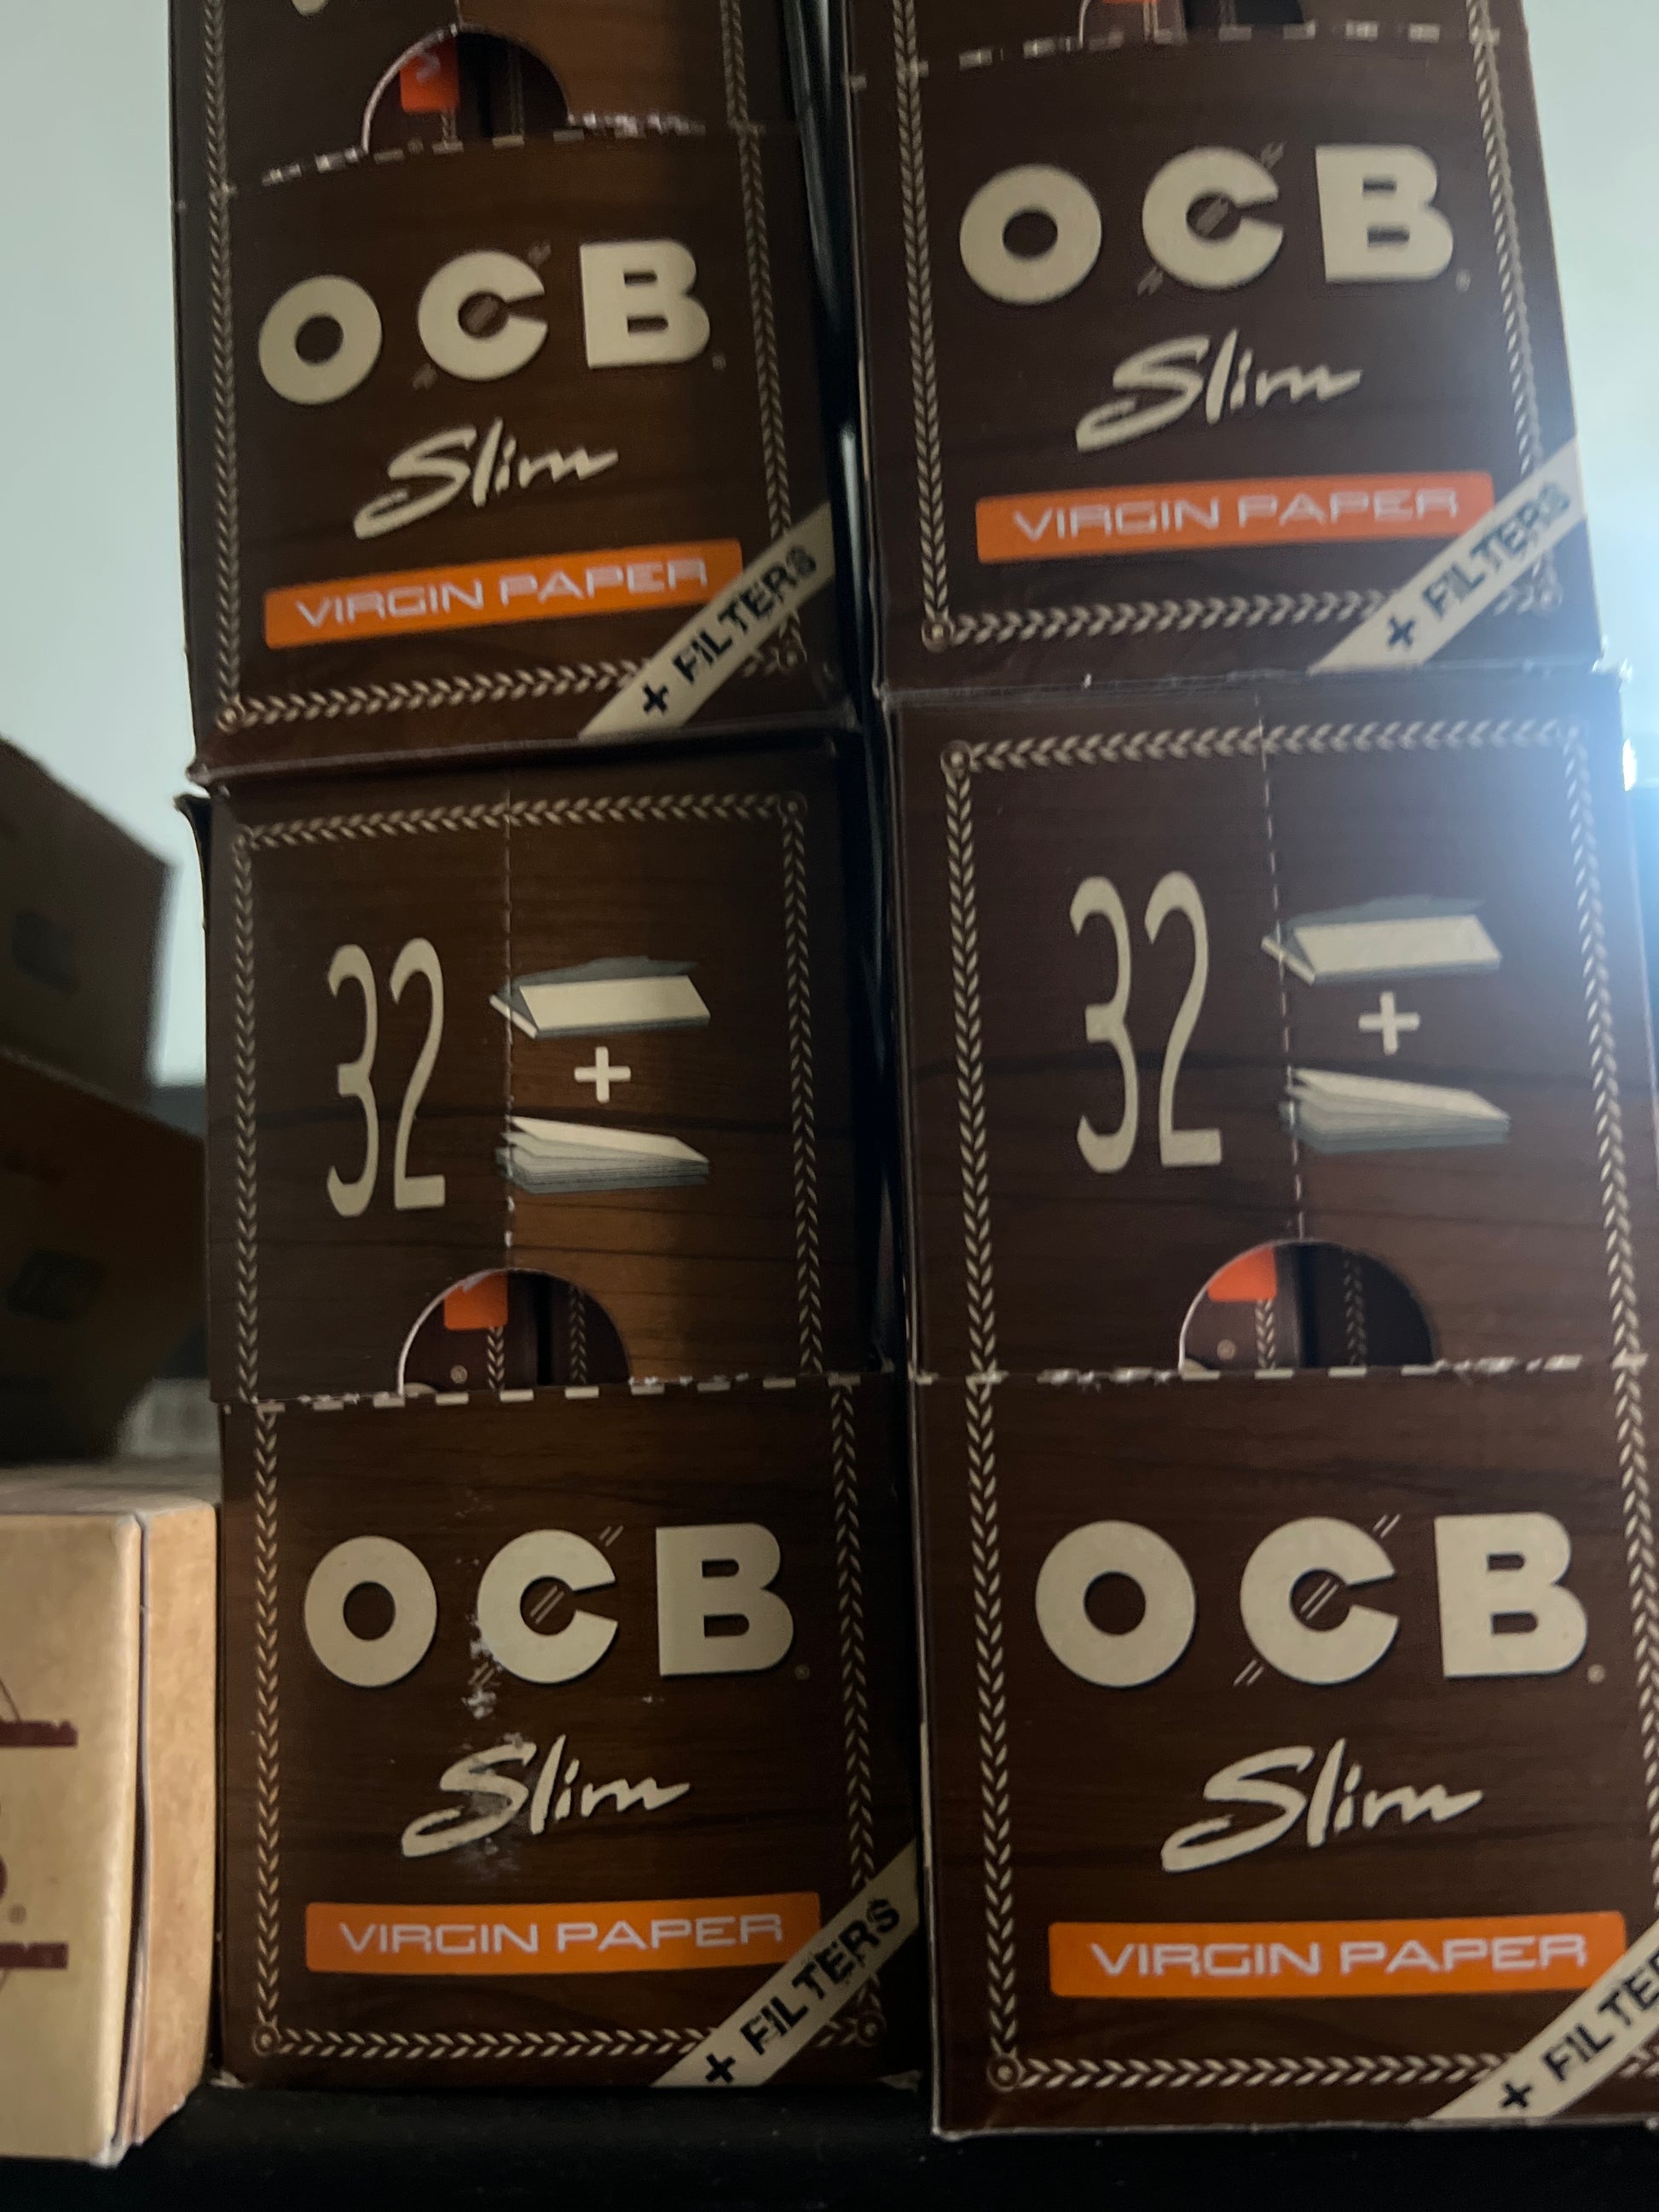 OCB
Slim
VIRGIN PAPER
+ FILTERS
OCB
Slim
VIRGIN PAPER
+ FILTERS
32
+
32
+
OCB
Slim
VIRGIN PAPER
+ FILTERS
OCB
Slim
VIRGIN PAPER